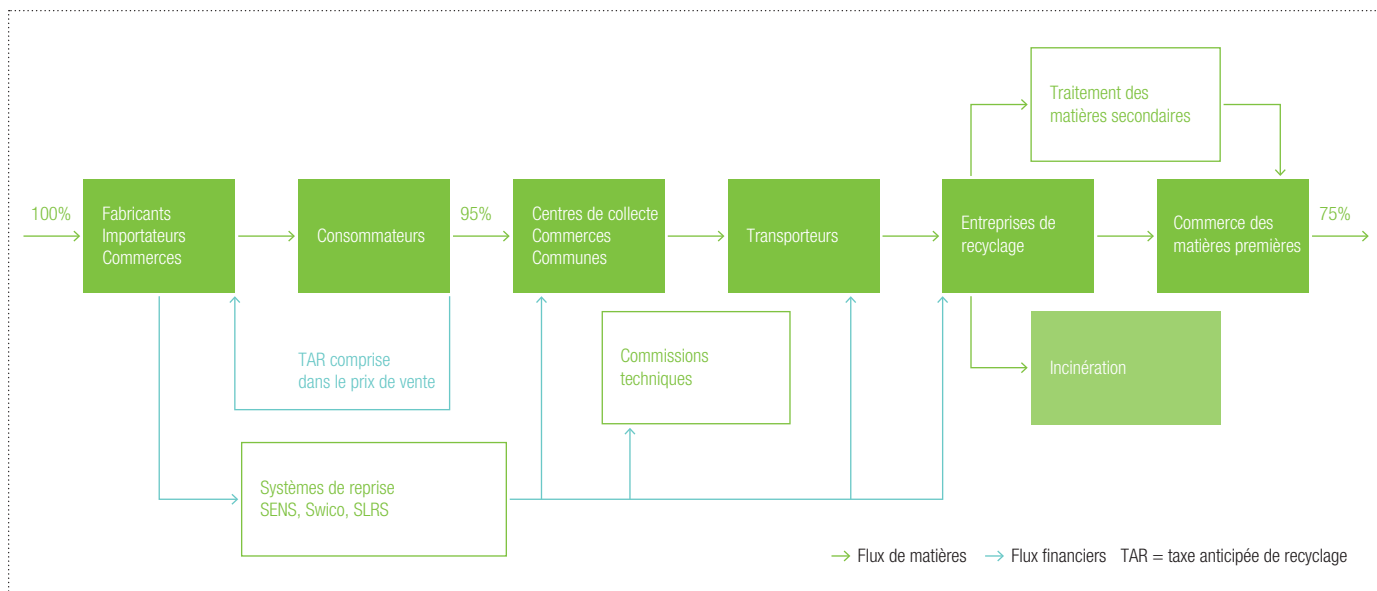 Traitement des
matières secondaires
100%
Fabricants
Importateurs
Commerces
Consommateurs
95%
Centres de collecte
Commerces
Communes
Transporteurs
Entreprises de
recyclage
Commerce des
matières premières
75%
TAR comprise
dans le prix de vente
Commissions
techniques
Incinération
Systèmes de reprise
SENS, Swico, SLRS
Flux de matières
Flux financiers
TAR = taxe anticipée de recyclage